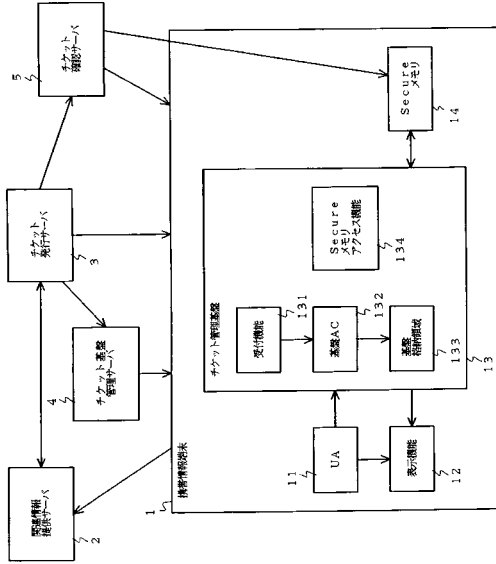 関連情報
提供サーバ
2
チケット基盤
管理サーバ
4
チケット
発行サーバ
3
チケット
確認サーバ
5
携帯情報端末
1
UA
11
表示機能
12
チケット管理基盤
13
受付機能
131
基盤AC
132
基盤
格納領域
133
Secure
メモリ
アクセス機能
134
Secure
メモリ
14